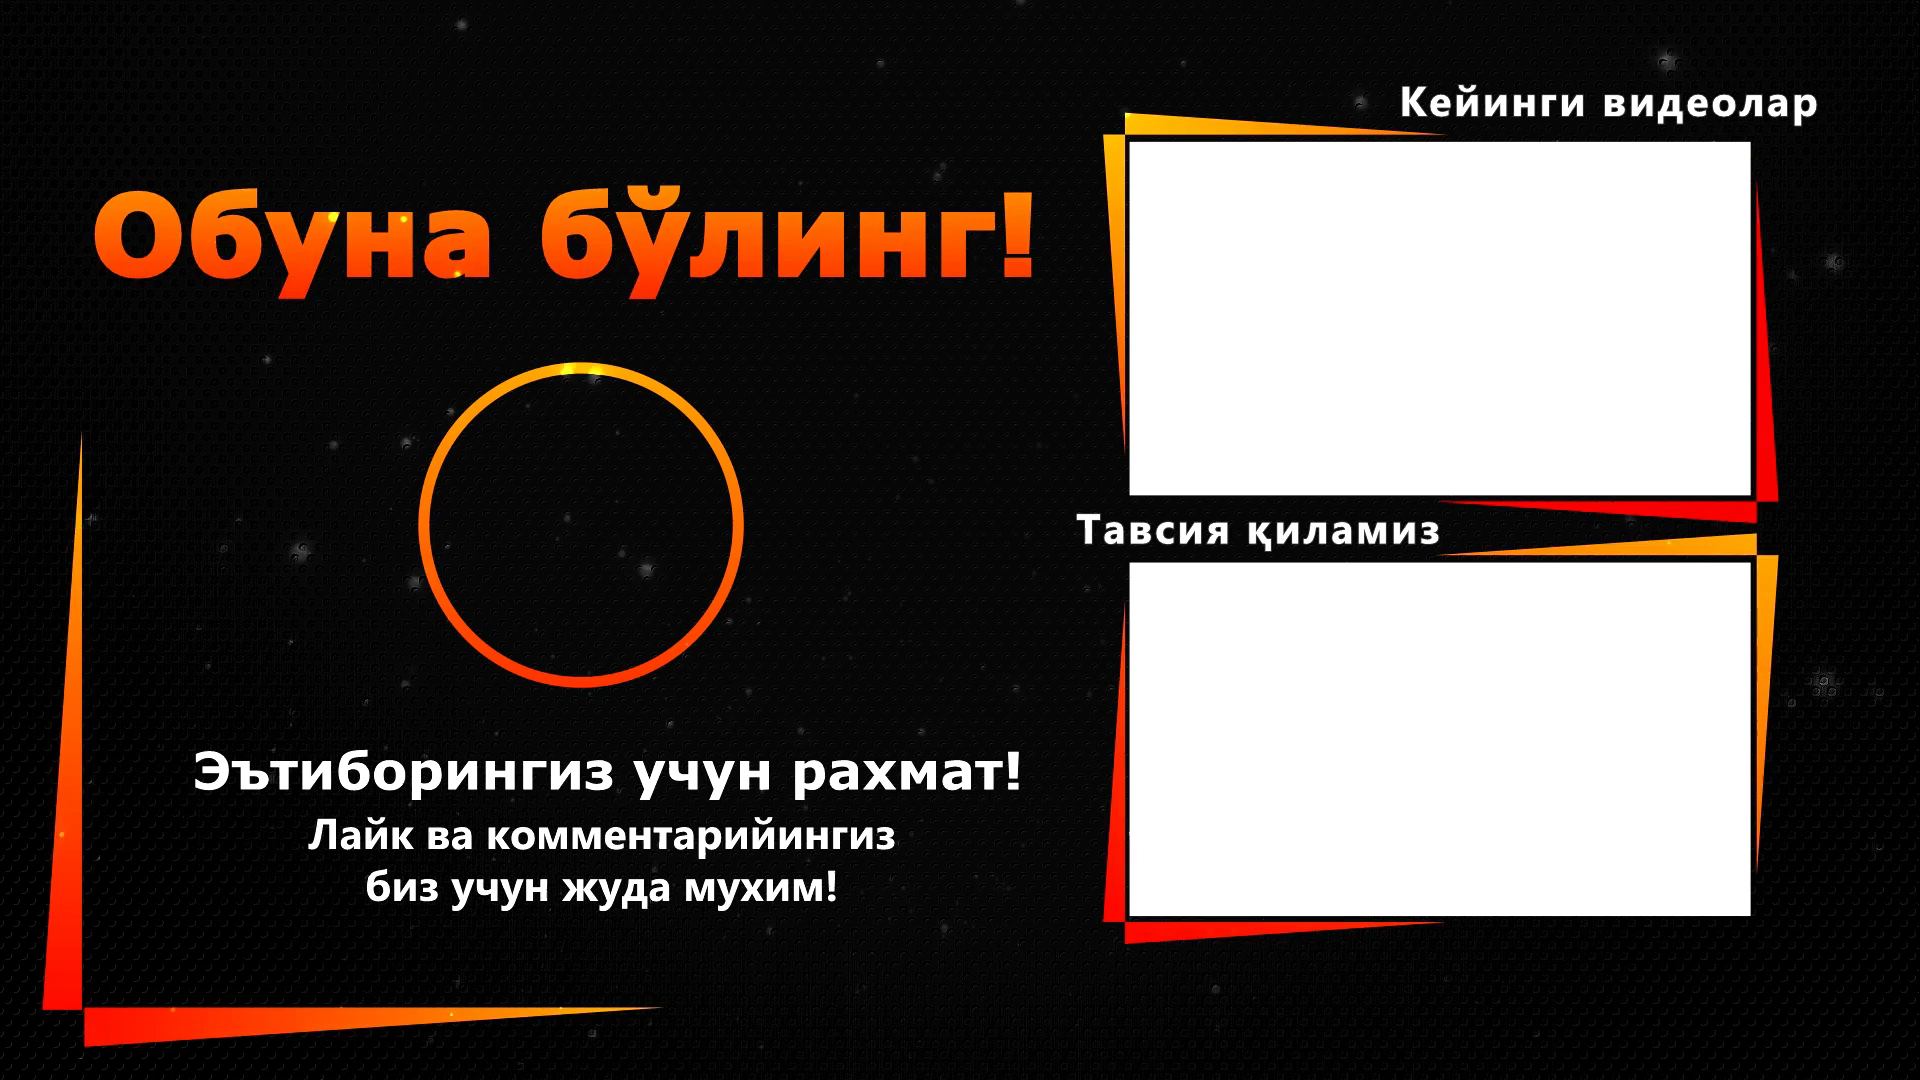 Обуна бўлинг!
Эътиборингиз учун рахмат!
Лайк ва комментарийингиз
биз учун жуда мухим!
Кейинги видеолар
Тавсия қиламиз